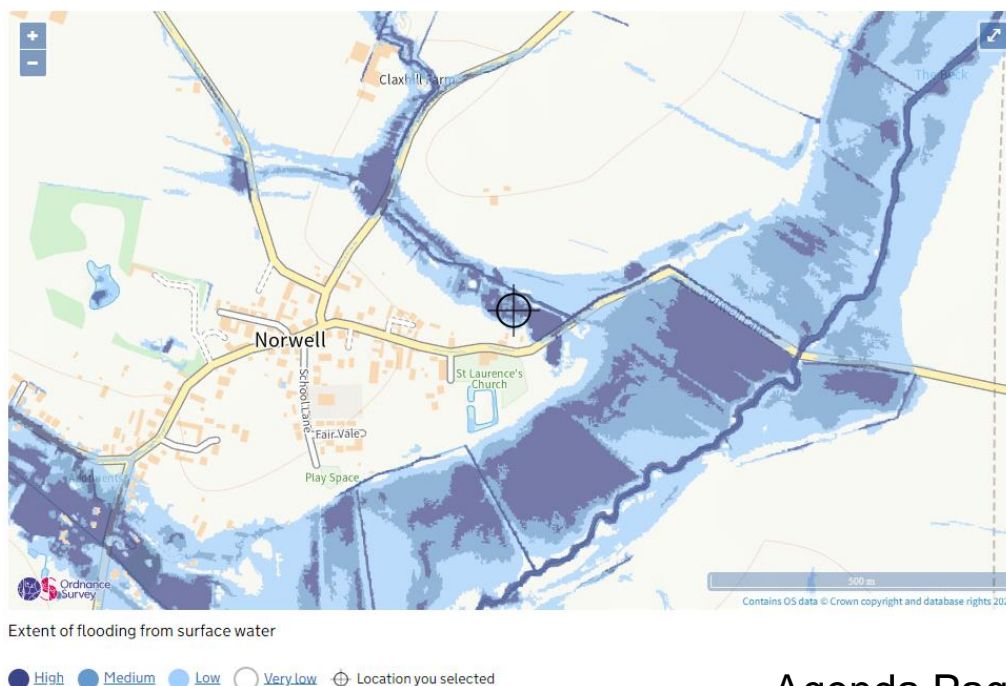 +
−
The Beck
Claxhill Farm
Norwell
St Laurence's
Church
School Lane
Fair Vale
Play Space
Ordnance
Survey
500 m
Contains OS data © Crown copyright and database rights 202
Extent of flooding from surface water
High Medium Low Very low Location you selected
Agenda Pag